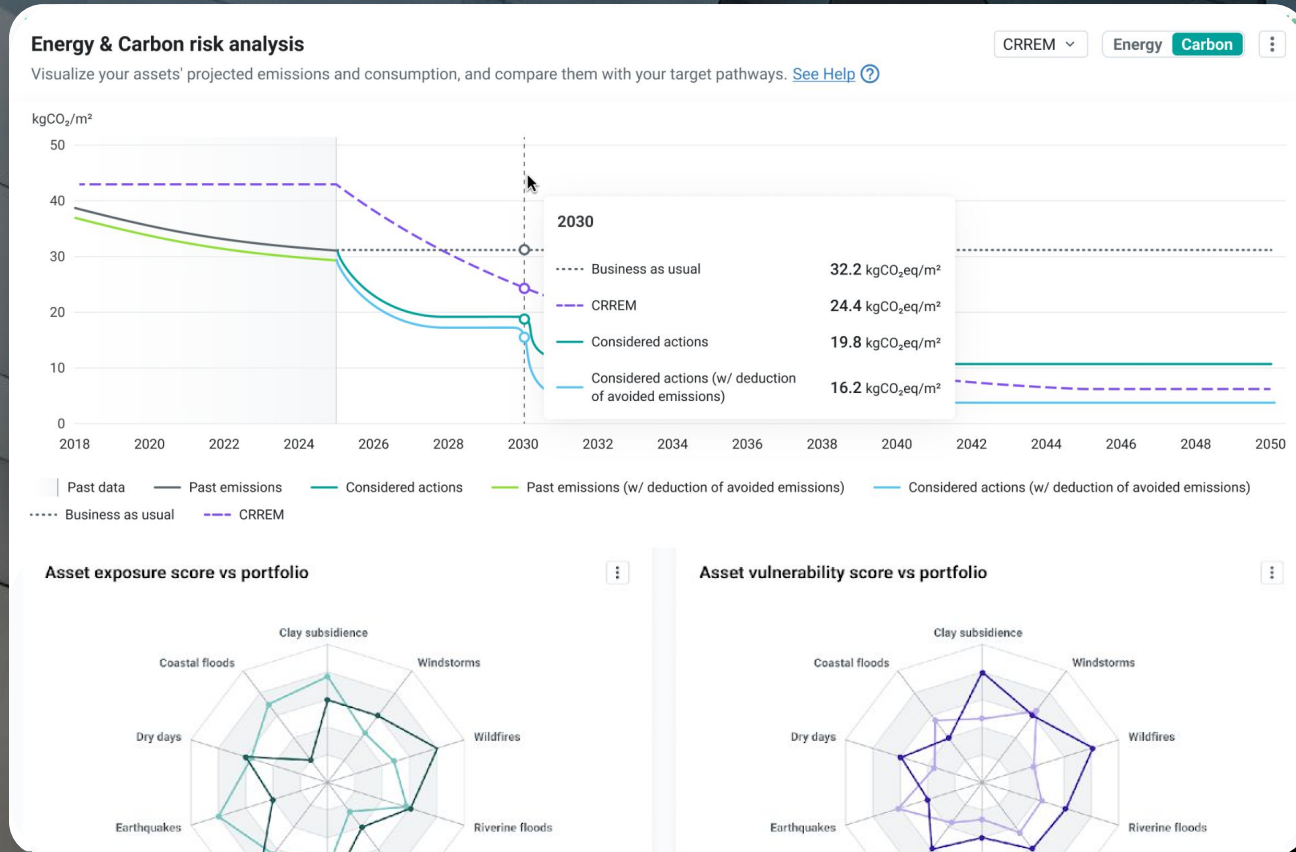 Energy & Carbon risk analysis
CRREM
Energy
Carbon
Visualize your assets' projected emissions and consumption, and compare them with your target pathways. See Help ?
kgCO₂/m²
50
40
30
20
10
0
2030
Business as usual 32.2 kgCO₂eq/m²
CRREM 24.4 kgCO₂eq/m²
Considered actions 19.8 kgCO₂eq/m²
Considered actions (w/ deduction
of avoided emissions) 16.2 kgCO₂eq/m²
2018 2020 2022 2024 2026 2028 2030 2032 2034 2036 2038 2040 2042 2044 2046 2048 2050
Past data Past emissions Considered actions Past emissions (w/ deduction of avoided emissions) Considered actions (w/ deduction of avoided emissions)
Business as usual CRREM
Asset exposure score vs portfolio
Clay subsidience
Coastal floods
Windstorms
Dry days
Wildfires
Earthquakes
Riverine floods
Asset vulnerability score vs portfolio
Clay subsidience
Coastal floods
Windstorms
Dry days
Wildfires
Earthquakes
Riverine floods